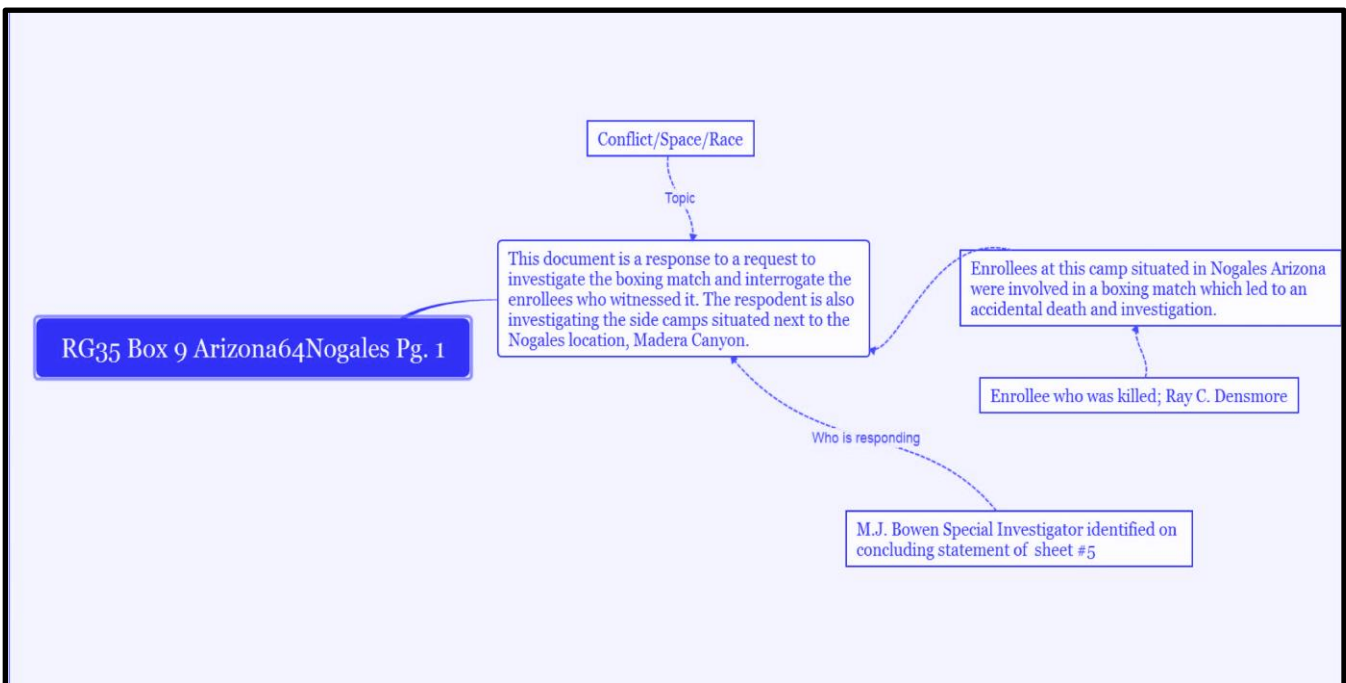 Conflict/Space/Race
Topic
This document is a response to a request to
investigate the boxing match and interrogate the
enrollees who witnessed it. The respodent is also
investigating the side camps situated next to the
Nogales location, Madera Canyon.
Enrollees at this camp situated in Nogales Arizona
were involved in a boxing match which led to an
accidental death and investigation.
RG35 Box 9 Arizona64Nogales Pg. 1
Enrollee who was killed; Ray C. Densmore
Who is responding
M.J. Bowen Special Investigator identified on
concluding statement of sheet #5